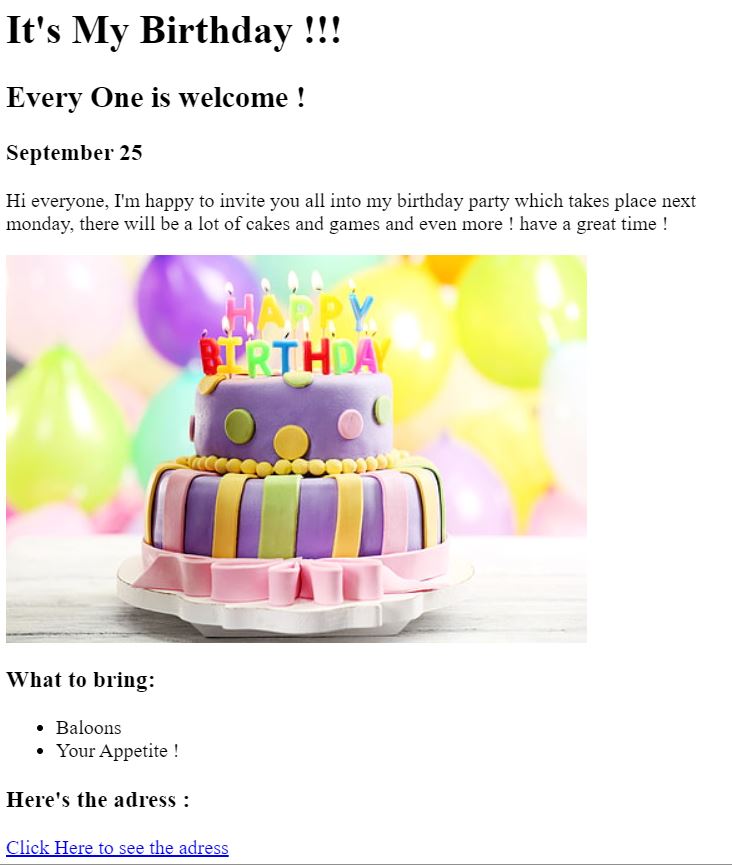 It's My Birthday !!!
Every One is welcome !
September 25
Hi everyone, I'm happy to invite you all into my birthday party which takes place next
monday, there will be a lot of cakes and games and even more ! have a great time !
HAPPY
BIRTHDAY
What to bring:
Baloons
Your Appetite !
Here's the adress :
Click Here to see the adress